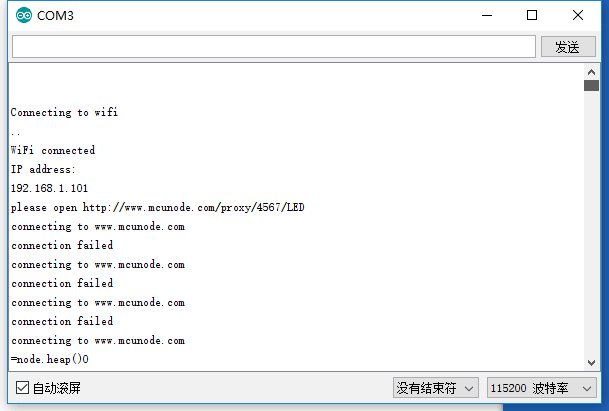 COM3
发送
Connecting to wifi
..
WiFi connected
IP address:
192.168.1.101
please open http://www.mcunode.com/proxy/4567/LED
connecting to www.mcunode.com
connection failed
connecting to www.mcunode.com
connection failed
connecting to www.mcunode.com
connection failed
connecting to www.mcunode.com
=node.heap()0
自动滚屏
没有结束符
115200 波特率